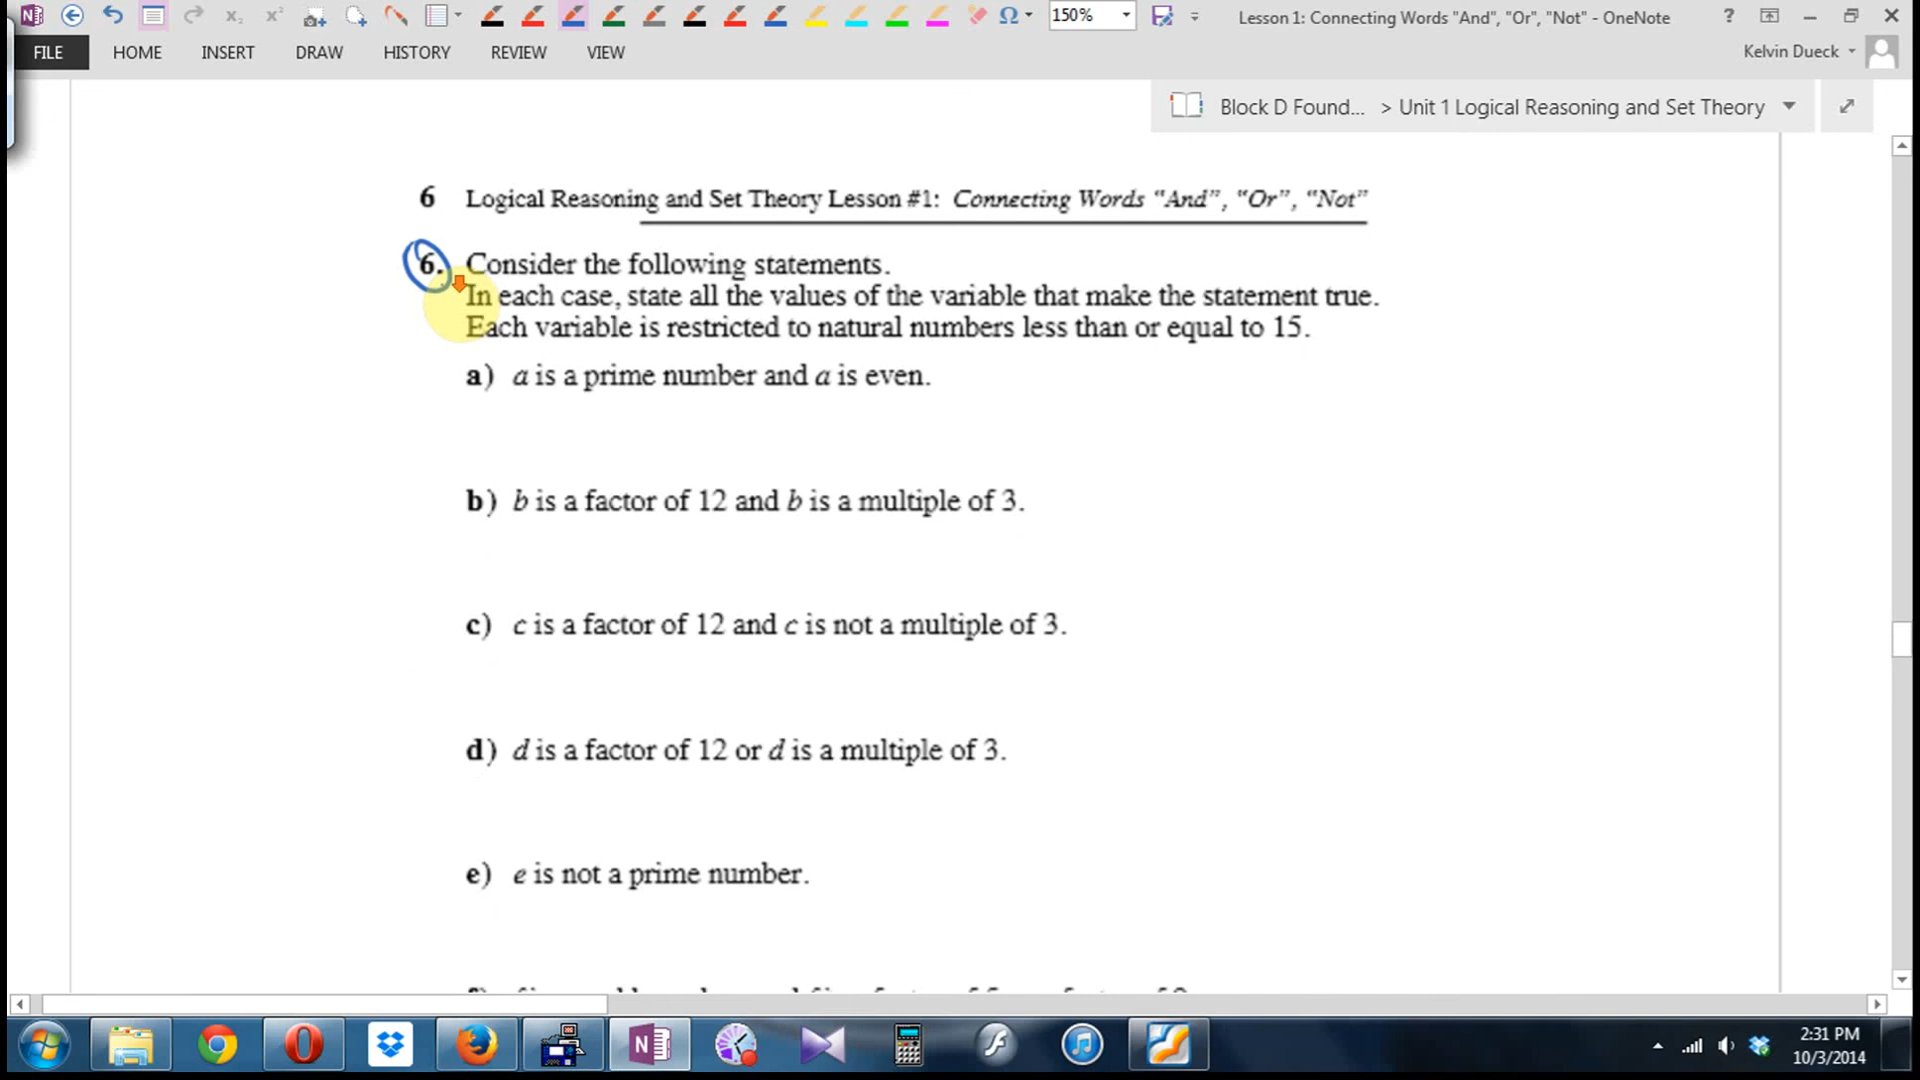 150%
Lesson 1: Connecting Words "And", "Or", "Not" - OneNote
FILE HOME INSERT DRAW HISTORY REVIEW VIEW
Kelvin Dueck
Block D Found... > Unit 1 Logical Reasoning and Set Theory
6 Logical Reasoning and Set Theory Lesson #1: Connecting Words “And”, “Or”, “Not”
6. Consider the following statements.
In each case, state all the values of the variable that make the statement true.
Each variable is restricted to natural numbers less than or equal to 15.
a) a is a prime number and a is even.
b) b is a factor of 12 and b is a multiple of 3.
c) c is a factor of 12 and c is not a multiple of 3.
d) d is a factor of 12 or d is a multiple of 3.
e) e is not a prime number.
2:31 PM
10/3/2014